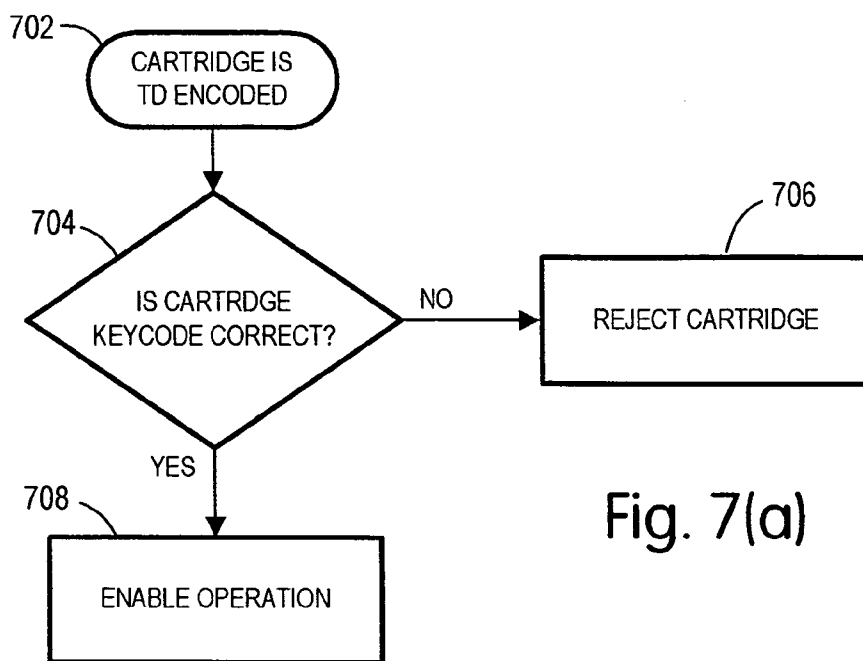 702
CARTRIDGE IS
TD ENCODED
704
706
IS CARTRDGE
KEYCODE CORRECT?
NO
REJECT CARTRIDGE
YES
708
Fig. 7(a)
ENABLE OPERATION